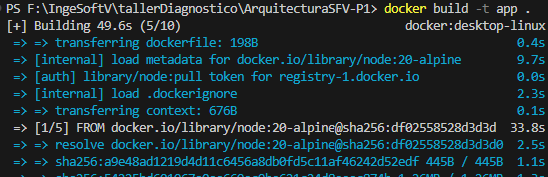 PS F:\IngeSoftV\tallerDiagnostico\ArquitecturaSFV-P1> docker build -t app .
[+] Building 49.6s (5/10) docker:desktop-linux
=> => transferring dockerfile: 198B 0.4s
=> [internal] load metadata for docker.io/library/node:20-alpine 9.7s
=> [auth] library/node:pull token for registry-1.docker.io 0.0s
=> [internal] load .dockerignore 2.3s
=> => transferring context: 676B 0.1s
=> [1/5] FROM docker.io/library/node:20-alpine@sha256:df02558528d3d3d 33.8s
=> => resolve docker.io/library/node:20-alpine@sha256:df02558528d3d0 2.5s
=> => sha256:a9e48ad1219d4d11c6456a8db0fd5c11af46242d52edf 445B / 445B 1.1s